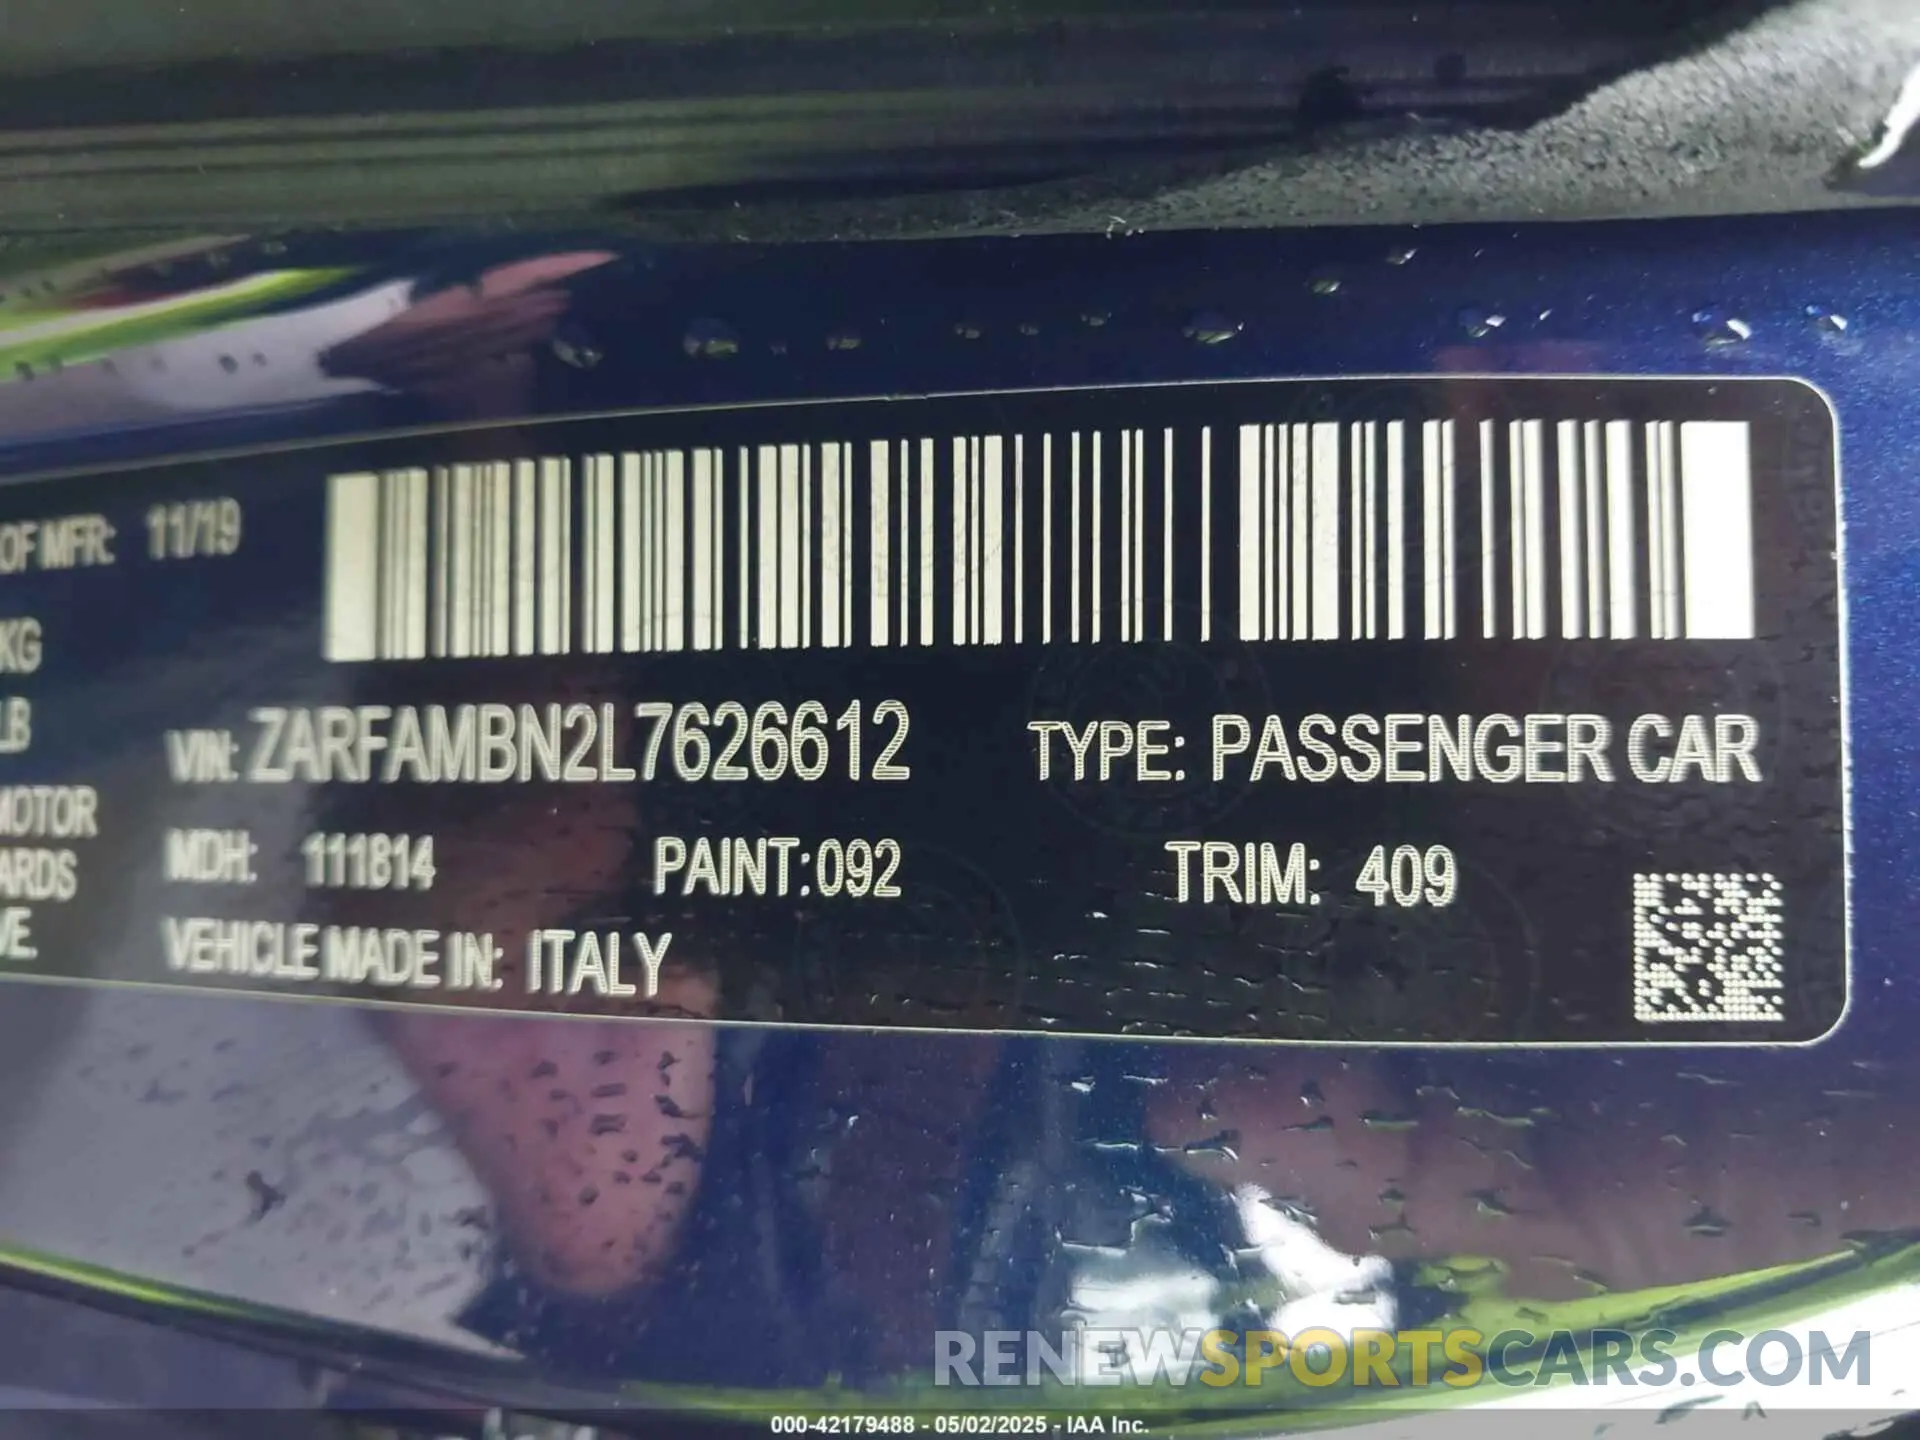 OF MFR: 11/19
KG
LB
VIN: ZARFAMBN2L7626612 TYPE: PASSENGER CAR
MOTOR
MDH: 111814 PAINT:092 TRIM: 409
ARDS
VE.
VEHICLE MADE IN: ITALY
RENEWSPORTSCARS.COM
000-42179488 - 05/02/2025 - IAA Inc.